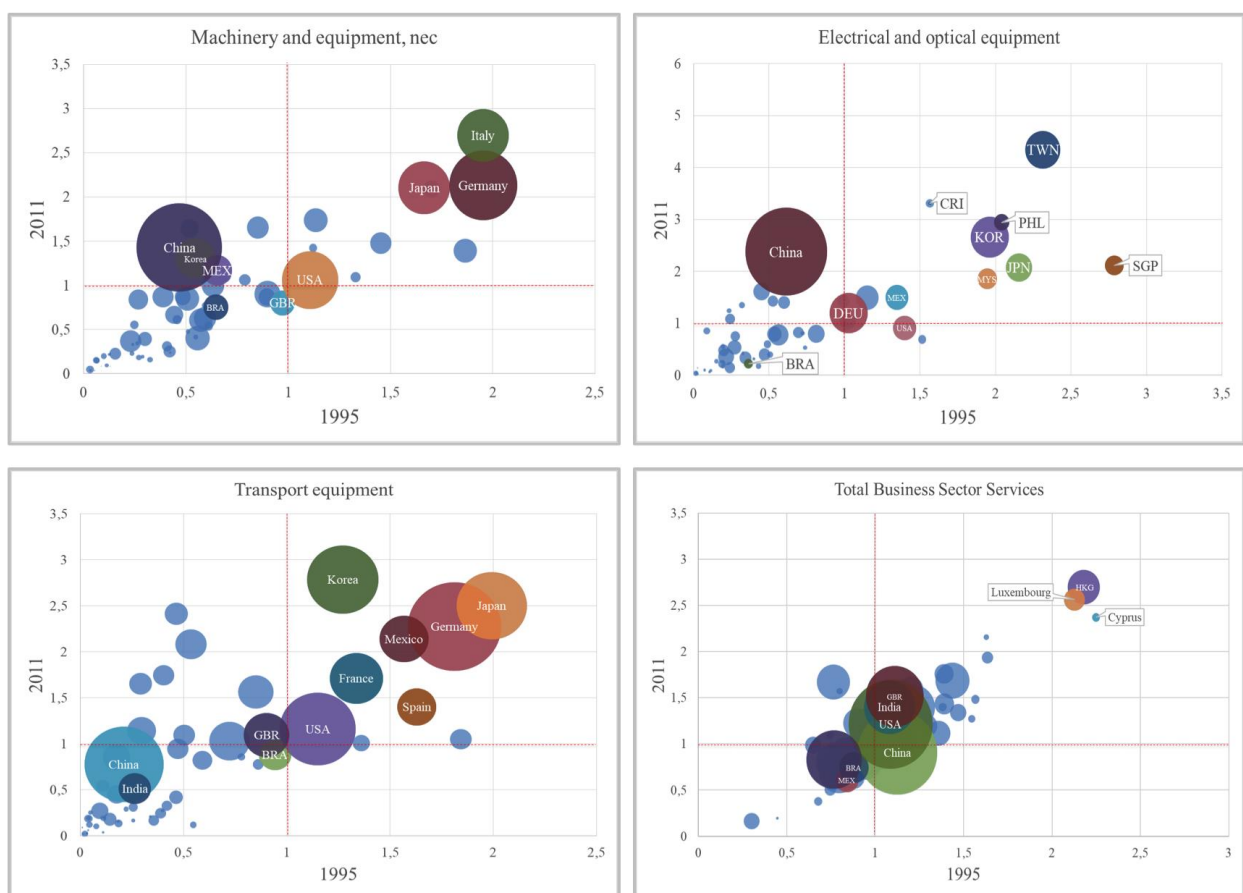 Machinery and equipment, nec
3,5
3
2,5
2
1,5
1
0,5
0
2011
Italy
Japan
Germany
China
Korea
MEX
USA
BRA
GBR
0
0,5
1
1,5
2
2,5
1995
Electrical and optical equipment
6
5
4
3
2
1
0
2011
TWN
CRI
PHL
KOR
China
JPN
SGP
MYS
MEX
DEU
USA
BRA
0
0,5
1
1,5
2
2,5
3
3,5
1995
Transport equipment
3,5
3
2,5
2
1,5
1
0,5
0
2011
Korea
Japan
Germany
Mexico
France
Spain
USA
GBR
BRA
China
India
0
0,5
1
1,5
2
2,5
1995
Total Business Sector Services
3,5
3
2,5
2
1,5
1
0,5
0
2011
HKG
Luxembourg
Cyprus
GBR
India
USA
China
BRA
MEX
0
0,5
1
1,5
2
2,5
3
1995